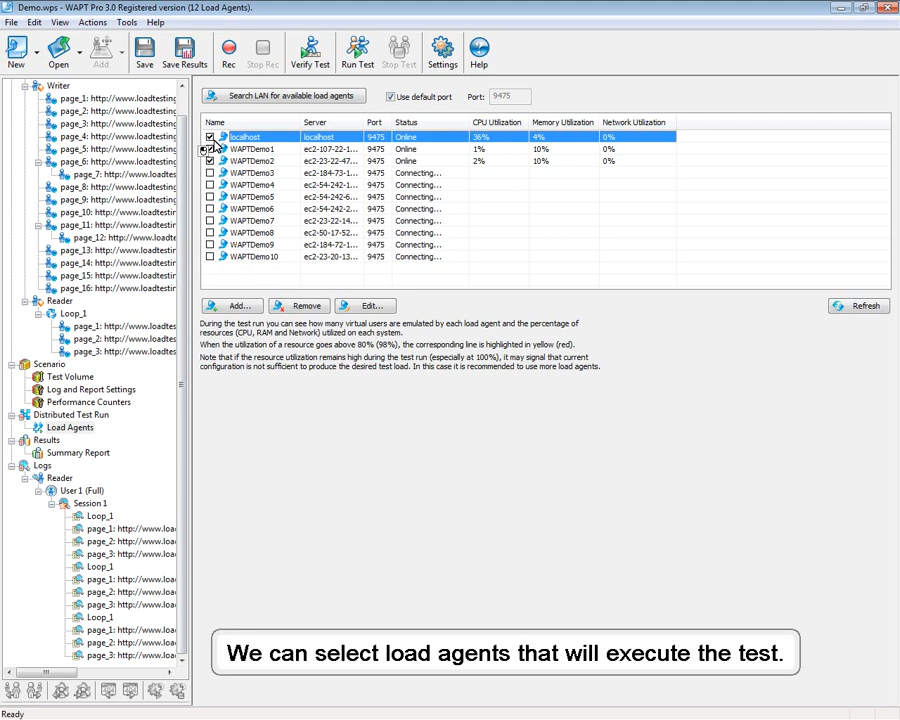 Demo.wps - WAPT Pro 3.0 Registered version (12 Load Agents).
File Edit View Actions Tools Help
New Open Add Save Save Results Rec Stop Rec Verify Test Run Test Stop Test Settings Help
Writer
page_1: http://www.loadtesting
page_2: http://www.loadtesting
page_3: http://www.loadtesting
page_4: http://www.loadtesting
page_5: http://www.loadtesting
page_6: http://www.loadtesting
page_7: http://www.loadtes
page_8: http://www.loadtesting
page_9: http://www.loadtesting
page_10: http://www.loadtestin
page_11: http://www.loadtestin
page_12: http://www.loadte
page_13: http://www.loadtestin
page_14: http://www.loadtestin
page_15: http://www.loadtestin
page_16: http://www.loadtestin
Reader
Loop_1
page_1: http://www.loadtes
page_2: http://www.loadtes
page_3: http://www.loadtes
Scenario
Test Volume
Log and Report Settings
Performance Counters
Distributed Test Run
Load Agents
Results
Summary Report
Logs
Reader
User 1 (Full)
Session 1
Loop_1
page_1: http://www.loa
page_2: http://www.loa
page_3: http://www.loa
Loop_1
page_1: http://www.loa
page_2: http://www.loa
page_3: http://www.loa
Loop_1
page_1: http://www.loa
page_2: http://www.loa
page_3: http://www.loa
Search LAN for available load agents Use default port Port: 9475
Name Server Port Status CPU Utilization Memory Utilization Network Utilization
localhost localhost 9475 Online 36% 4% 0%
WAPTDemo1 ec2-107-22-1... 9475 Online 1% 10% 0%
WAPTDemo2 ec2-23-22-47... 9475 Online 2% 10% 0%
WAPTDemo3 ec2-184-73-1... 9475 Connecting...
WAPTDemo4 ec2-54-242-1... 9475 Connecting...
WAPTDemo5 ec2-54-242-6... 9475 Connecting...
WAPTDemo6 ec2-54-242-2... 9475 Connecting...
WAPTDemo7 ec2-23-22-14... 9475 Connecting...
WAPTDemo8 ec2-50-17-52... 9475 Connecting...
WAPTDemo9 ec2-184-72-1... 9475 Connecting...
WAPTDemo10 ec2-23-20-13... 9475 Connecting...
Add... Remove Edit... Refresh
During the test run you can see how many virtual users are emulated by each load agent and the percentage of
resources (CPU, RAM and Network) utilized on each system.
When the utilization of a resource goes above 80% (98%), the corresponding line is highlighted in yellow (red).
Note that if the resource utilization remains high during the test run (especially at 100%), it may signal that current
configuration is not sufficient to produce the desired test load. In this case it is recommended to use more load agents.
We can select load agents that will execute the test.
Ready